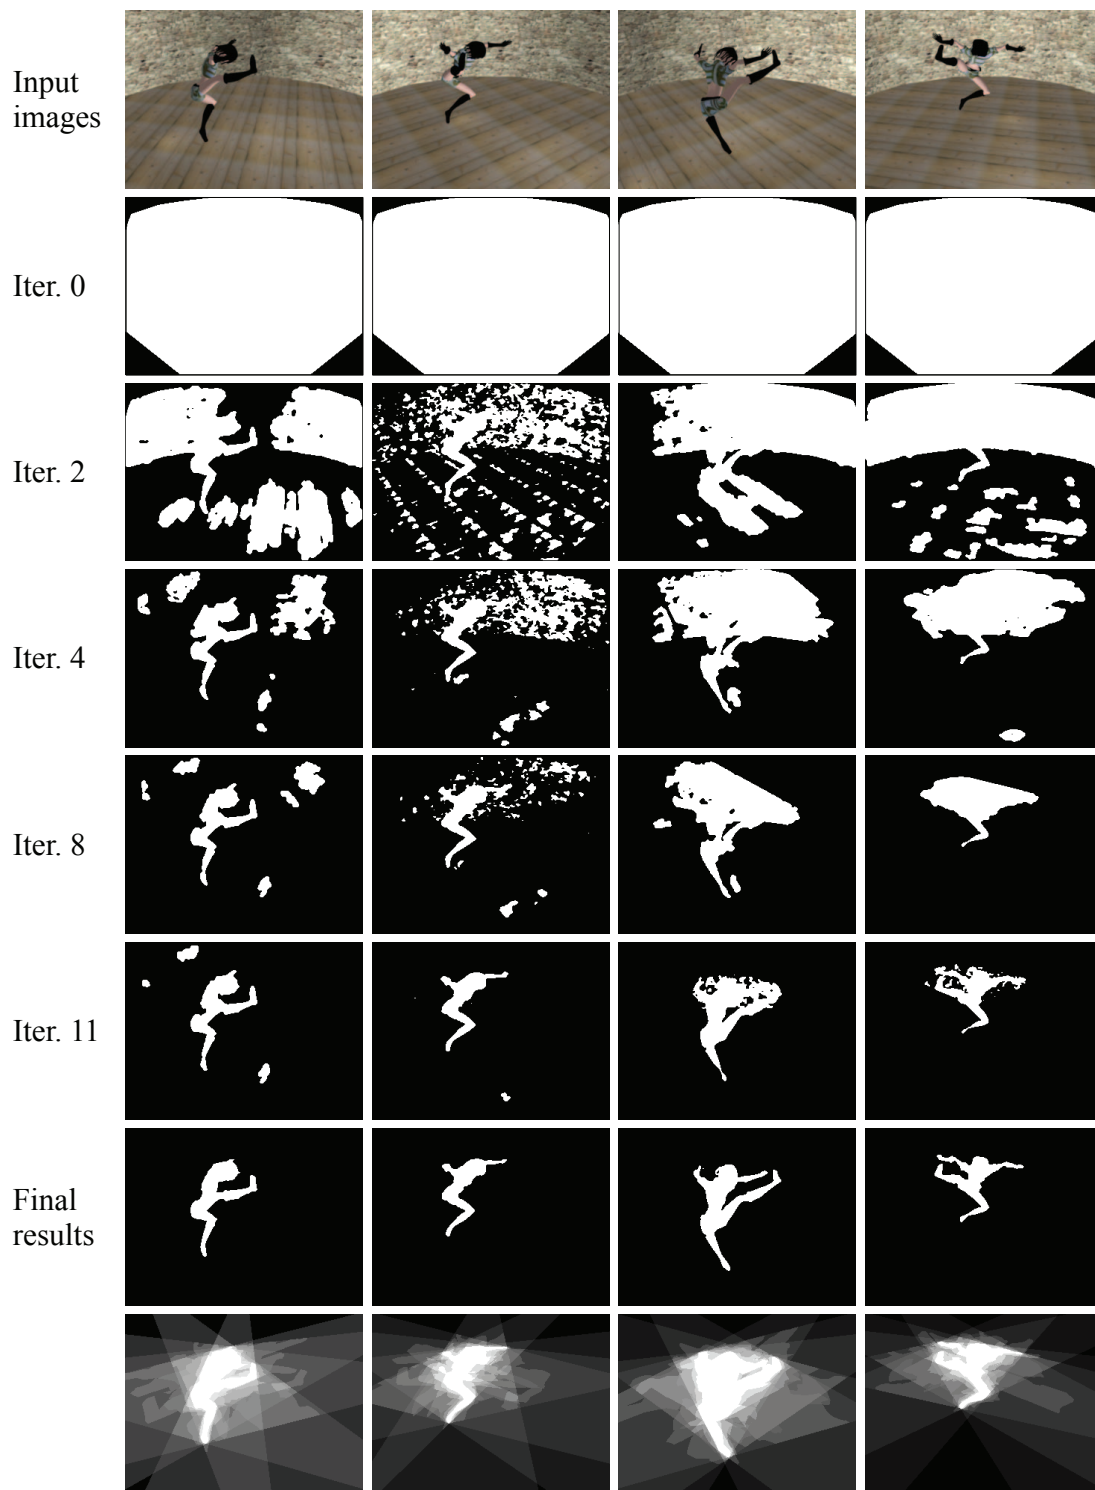 Input
images
Iter. 0
Iter. 2
Iter. 4
Iter. 8
Iter. 11
Final
results